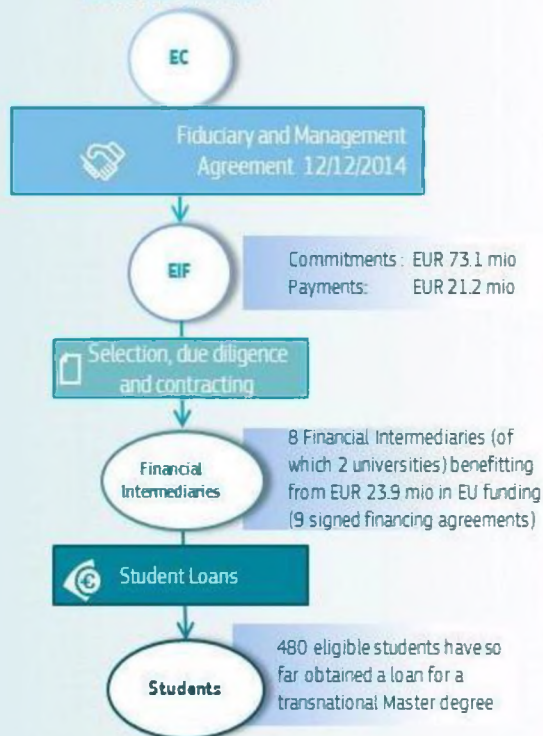 EC
Fiduciary and Management
Agreement 12/12/2014
EIF
Commitments: EUR 73.1 mio
Payments: EUR 21.2 mio
Selection, due diligence
and contracting
Financial
Intermediaries
8 Financial Intermediaries (of
which 2 universities) benefitting
from EUR 23.9 mio in EU funding
(9 signed financing agreements)
€ Student Loans
Students
480 eligible students have so
far obtained a loan for a
transnational Master degree